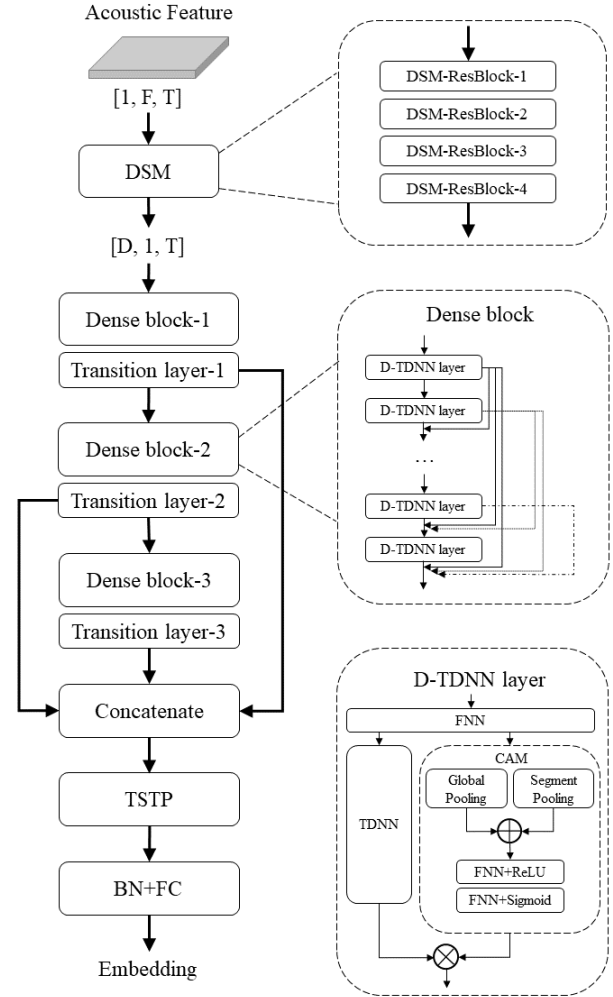 Acoustic Feature
[1, F, T]
DSM
[D, 1, T]
Dense block-1
Transition layer-1
Dense block-2
Transition layer-2
Dense block-3
Transition layer-3
Concatenate
TSTP
BN+FC
Embedding
DSM-ResBlock-1
DSM-ResBlock-2
DSM-ResBlock-3
DSM-ResBlock-4
Dense block
D-TDNN layer
D-TDNN layer
...
D-TDNN layer
D-TDNN layer
D-TDNN layer
FNN
TDNN
CAM
Global
Pooling
Segment
Pooling
FNN+ReLU
FNN+Sigmoid